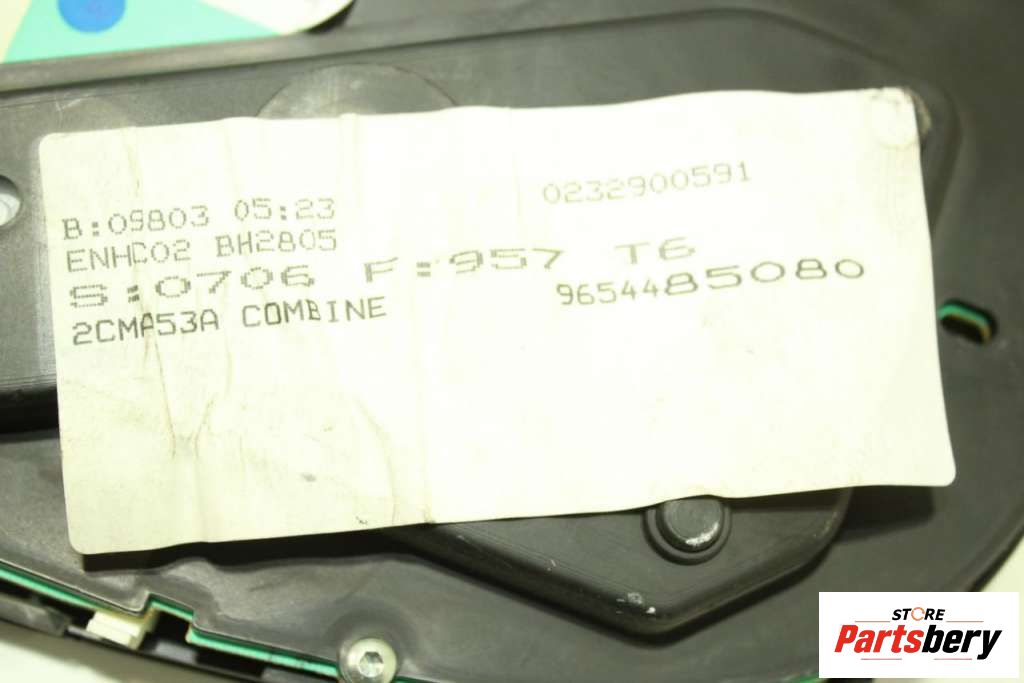 B:09803 05:23
0232900591
ENHC02 BH2805
S:0706 F:957 T6
2CMA53A COMBINE
9654485080
STORE
Partsbery